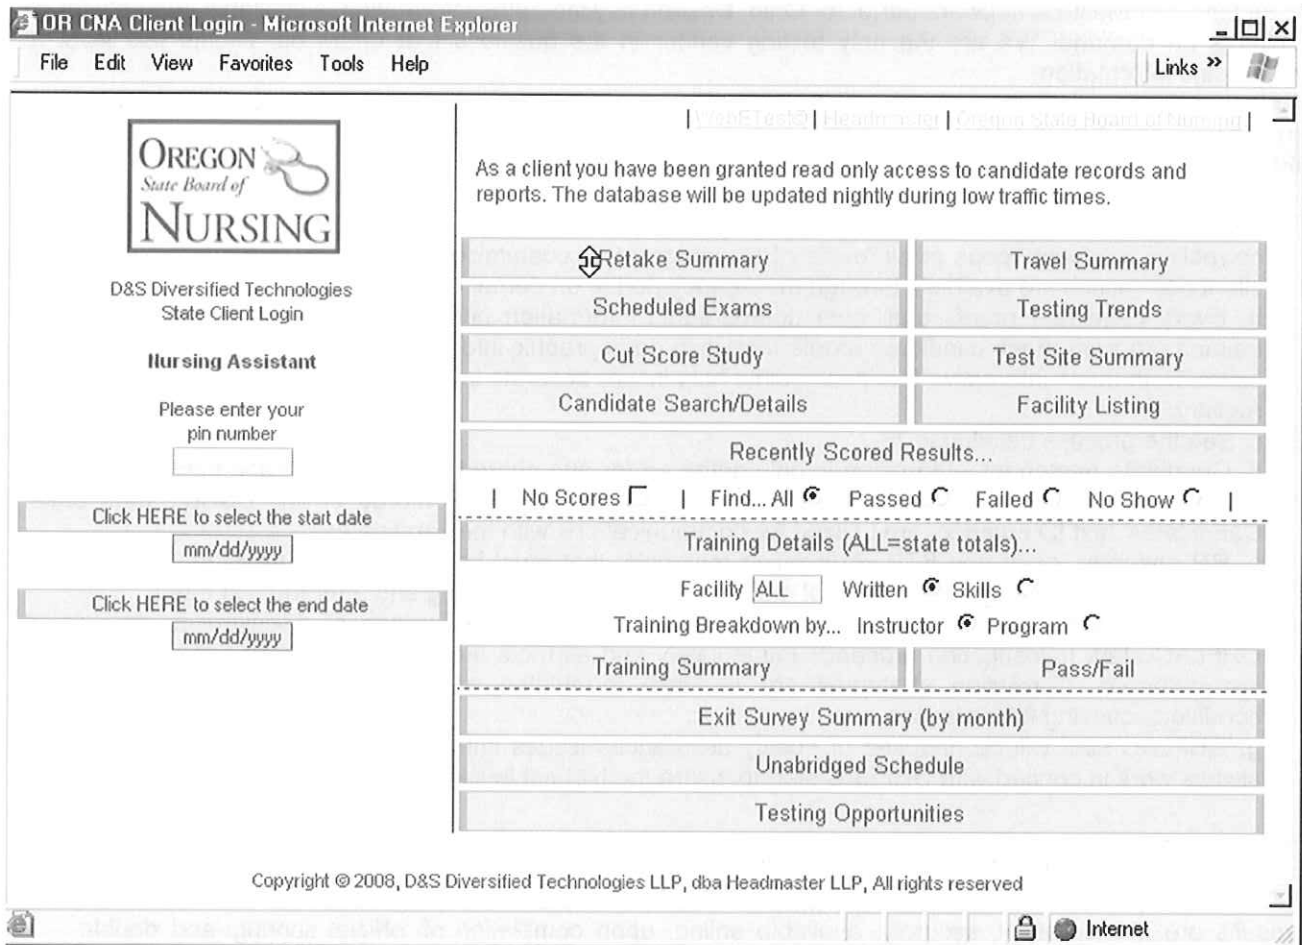 OR CNA Client Login - Microsoft Internet Explorer
File Edit View Favorites Tools Help
Links »
| WebETest© | Headmaster | Oregon State Board of Nursing |
OREGON
State Board of
NURSING
D&S Diversified Technologies
State Client Login
Nursing Assistant
Please enter your
pin number
Click HERE to select the start date
mm/dd/yyyy
Click HERE to select the end date
mm/dd/yyyy
As a client you have been granted read only access to candidate records and
reports. The database will be updated nightly during low traffic times.
Retake Summary Travel Summary
Scheduled Exams Testing Trends
Cut Score Study Test Site Summary
Candidate Search/Details Facility Listing
Recently Scored Results...
| No Scores | Find... All Passed Failed No Show |
Training Details (ALL=state totals)...
Facility ALL Written Skills
Training Breakdown by... Instructor Program
Training Summary Pass/Fail
Exit Survey Summary (by month)
Unabridged Schedule
Testing Opportunities
Copyright © 2008, D&S Diversified Technologies LLP, dba Headmaster LLP, All rights reserved
Internet